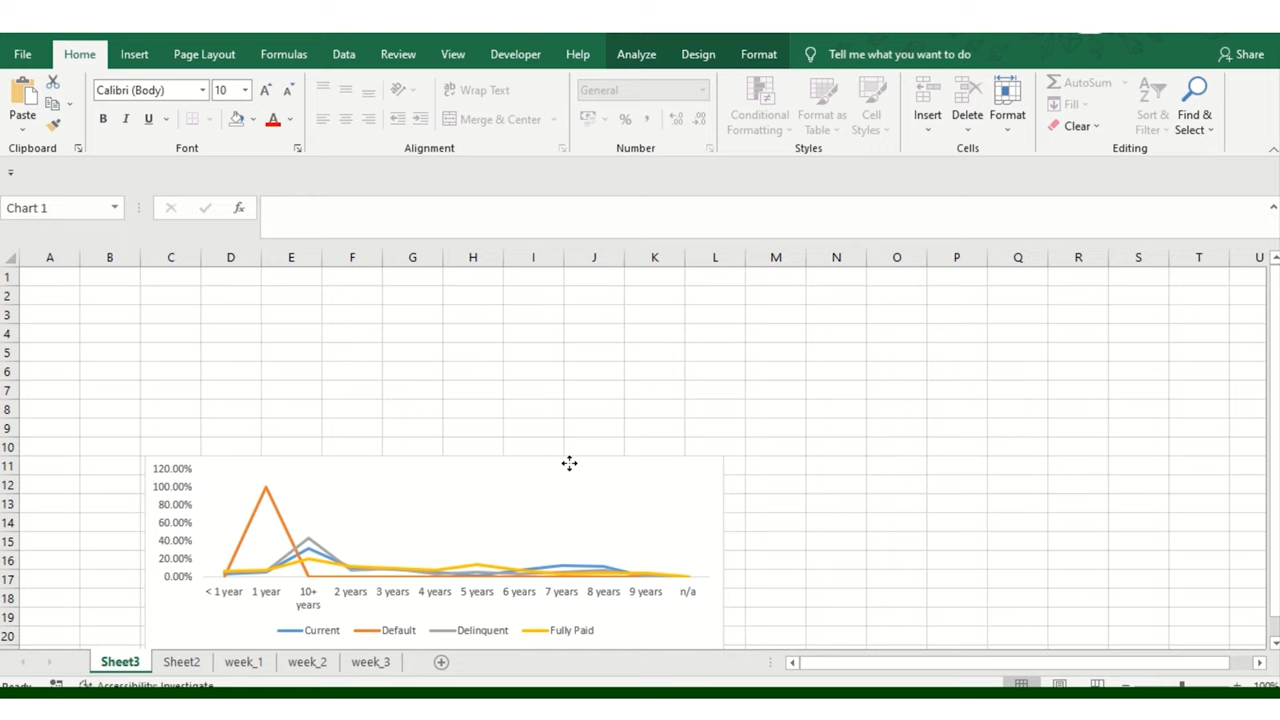 File Home Insert Page Layout Formulas Data Review View Developer Help Analyze Design Format Tell me what you want to do Share
Calibri (Body) 10 A A Wrap Text General AutoSum
Paste B I U A Merge & Center % , Conditional Formatting Format as Table Cell Styles Insert Delete Format Fill Clear Sort & Filter Find & Select
Clipboard Font Alignment Number Styles Cells Editing
Chart 1 fx
A B C D E F G H I J K L M N O P Q R S T U
1
2
3
4
5
6
7
8
9
10
11
12
13
14
15
16
17
18
19
20
120.00%
100.00%
80.00%
60.00%
40.00%
20.00%
0.00%
< 1 year 1 year 10+ years 2 years 3 years 4 years 5 years 6 years 7 years 8 years 9 years n/a
Current Default Delinquent Fully Paid
Sheet3 Sheet2 week_1 week_2 week_3
Ready Accessibility: Investigate 100%